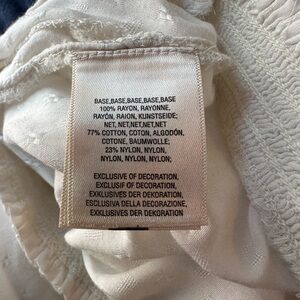 BASE,BASE,BASE,BASE,BASE
100% RAYON, RAYONNE,
RAYÓN, RAION, KUNSTSEIDE;
NET, NET,NET,NET,NET
77% COTTON, COTON, ALGODÓN,
COTONE, BAUMWOLLE;
23% NYLON, NYLON,
NYLON, NYLON, NYLON;
EXCLUSIVE OF DECORATION,
EXCLUSIF OF DECORATION,
EXKLUSIVES DER DEKORATION
ESCLUSIVA DELLA DECORAZIONE,
EXKLUSIVES DER DEKORATION